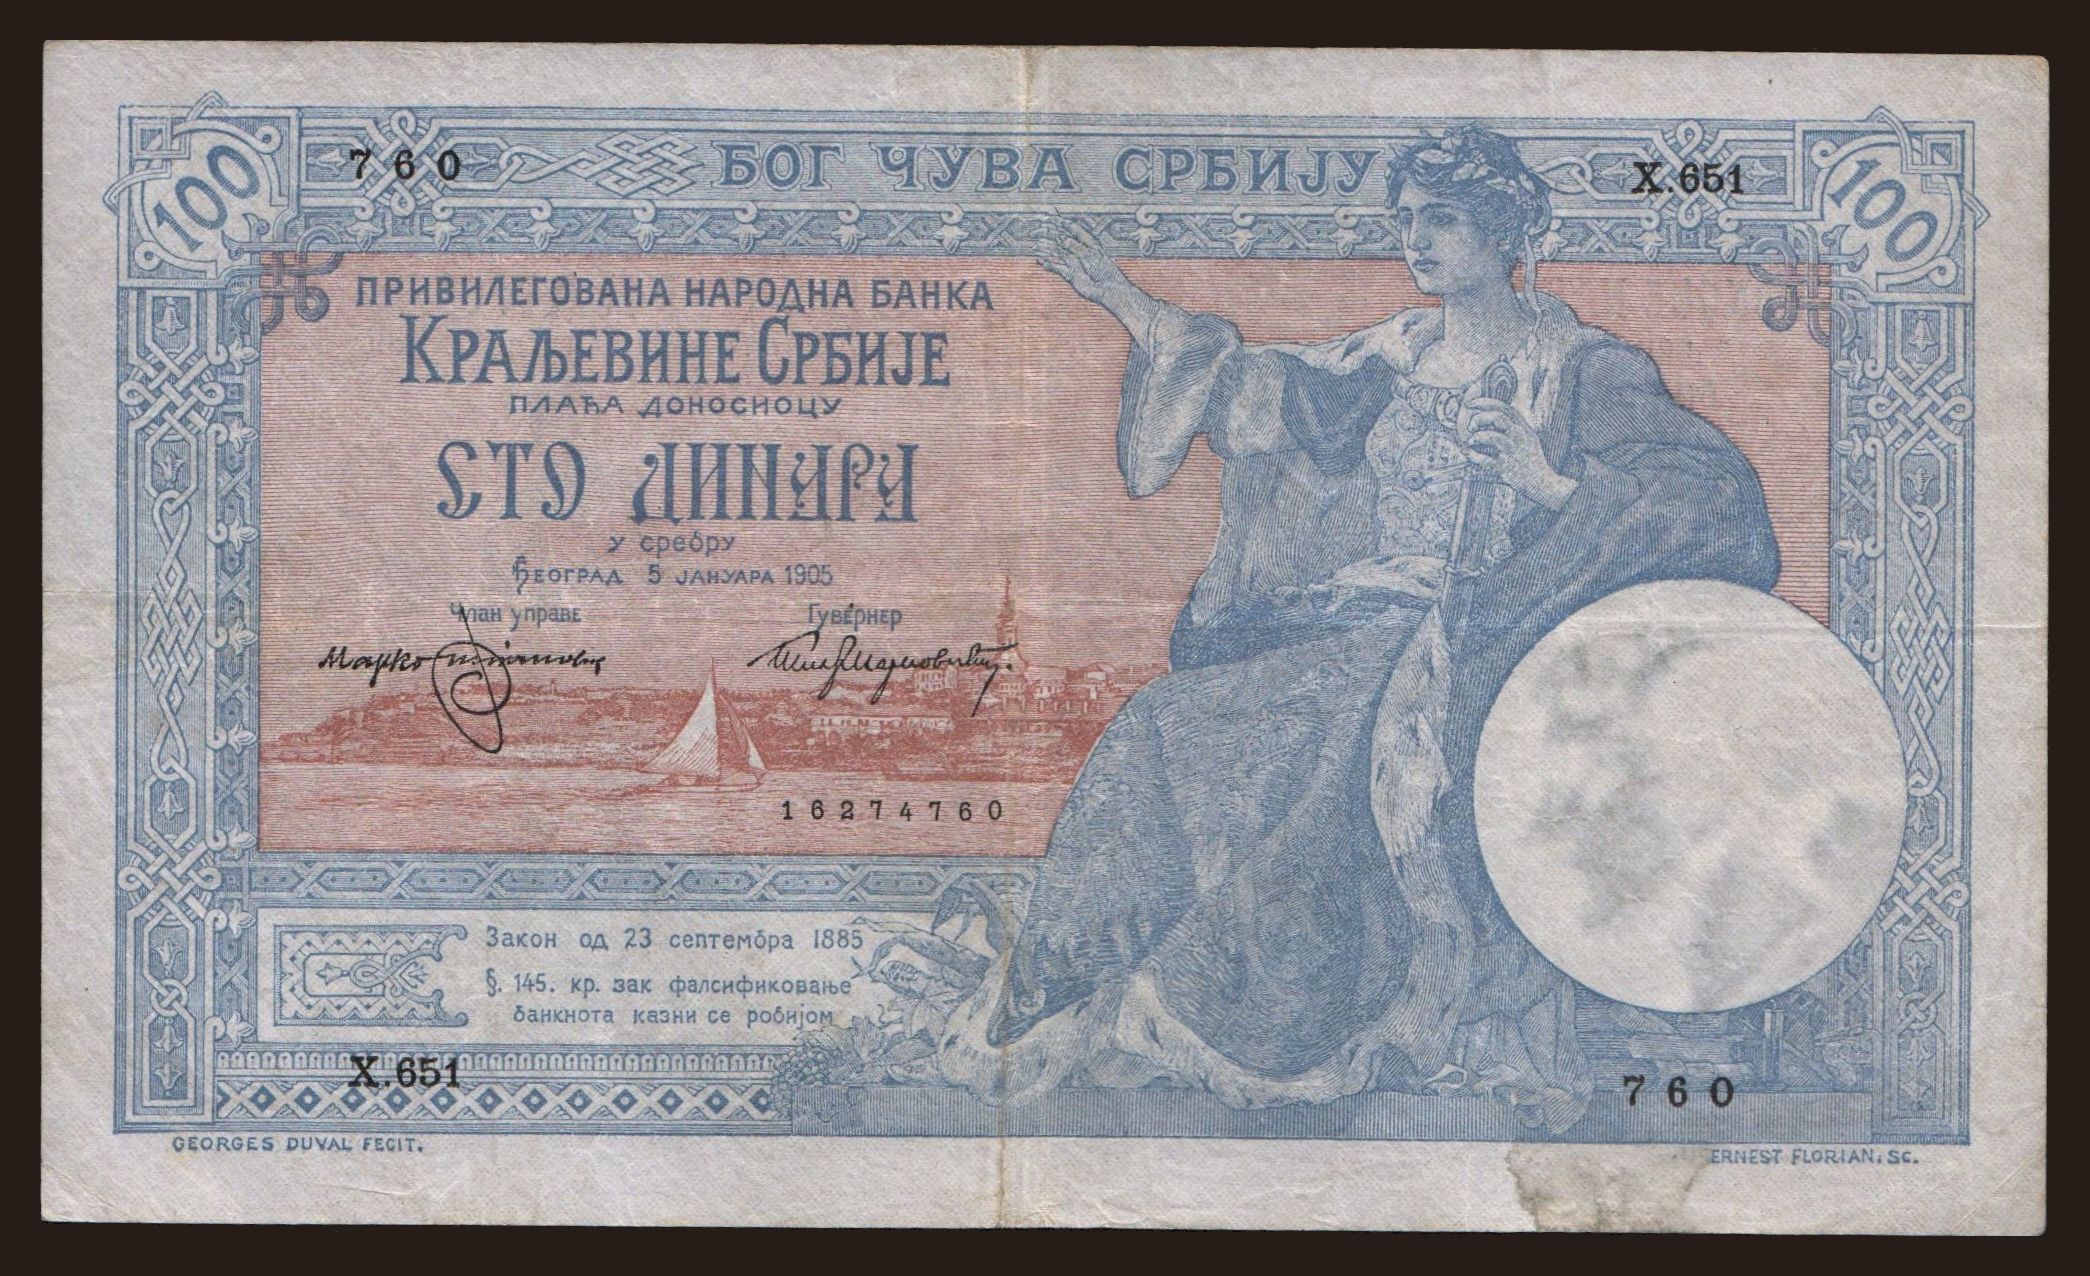 100
760
БОГ ЧУВА СРБИЈУ
X.651
100
ПРИВИЛЕГОВАНА НАРОДНА БАНКА
КРАЉЕВИНЕ СРБИЈЕ
ПЛАЋА ДОНОСИОЦУ
СТО ДИНАРА
у сребру
БЕОГРАД 5 ЈАНУАРА 1905
Члан управе
Гувернер
Марко
16274760
Закон од 23 септембра 1885
§. 145. кр. зак фалсификовање
банкнота казни се робијом
X.651
760
GEORGES DUVAL FECIT.
ERNEST FLORIAN. SC.